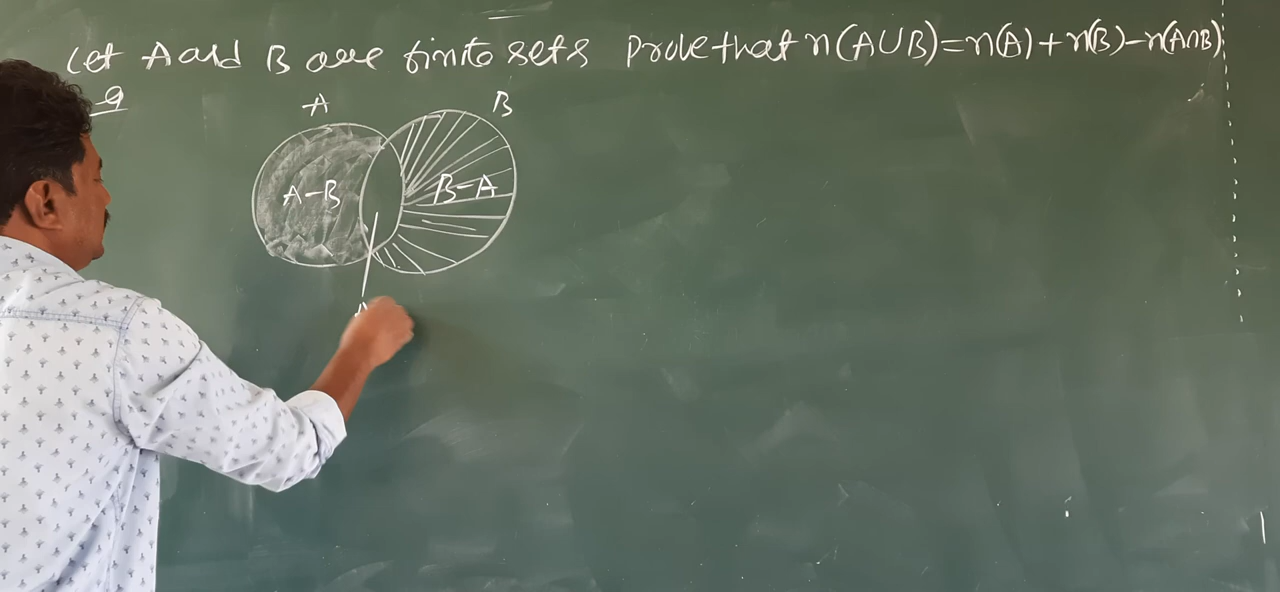 Let A and B are finite sets Prove that n(A∪B)=n(A)+n(B)-n(A∩B)
A B
A-B B-A